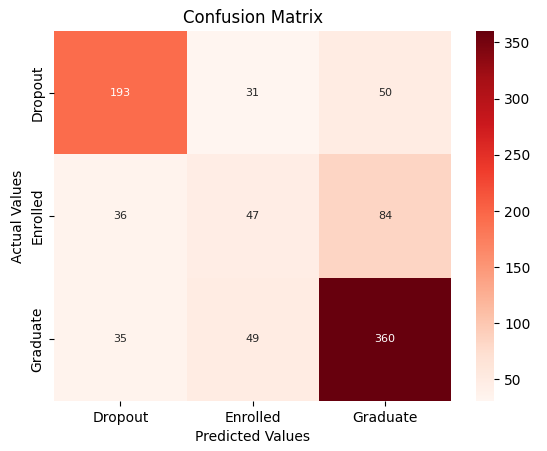 Confusion Matrix
Actual Values
Dropout
Enrolled
Graduate
193 31 50
36 47 84
35 49 360
Dropout Enrolled Graduate
Predicted Values
350
300
250
200
150
100
50